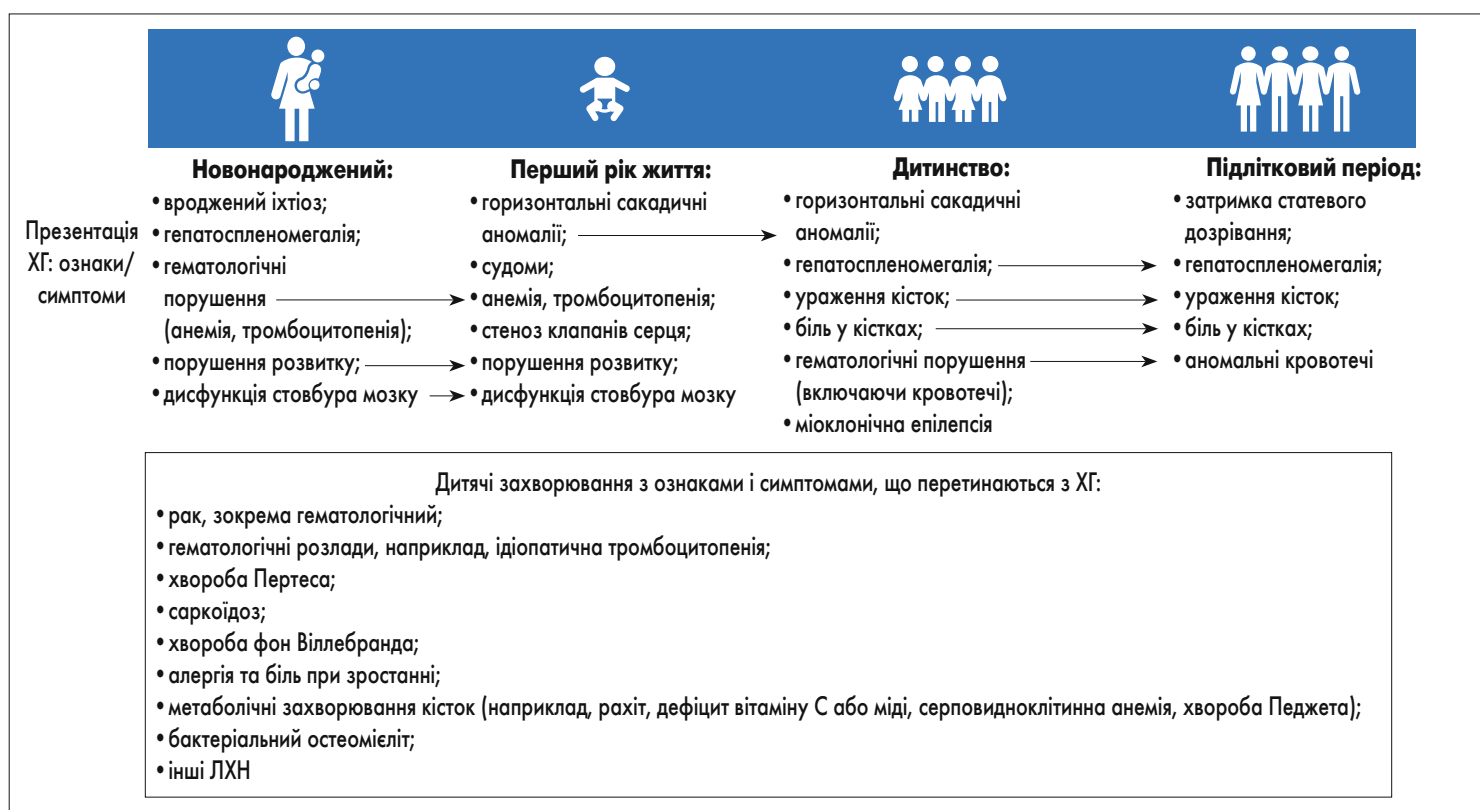 Презентація
ХГ: ознаки/
симптоми
Новонароджений:
• вроджений іхтіоз;
• гепатоспленомегалія;
• гематологічні
порушення
(анемія, тромбоцитопенія);
• порушення розвитку;
• дисфункція стовбура мозку
Перший рік життя:
• горизонтальні сакадичні
аномалії;
• судоми;
• анемія, тромбоцитопенія;
• стеноз клапанів серця;
• порушення розвитку;
• дисфункція стовбура мозку
Дитинство:
• горизонтальні сакадичні
аномалії;
• гепатоспленомегалія;
• ураження кісток;
• біль у кістках;
• гематологічні порушення
(включаючи кровотечі);
• міоклонічна епілепсія
Підлітковий період:
• затримка статевого
дозрівання;
• гепатоспленомегалія;
• ураження кісток;
• біль у кістках;
• аномальні кровотечі
Дитячі захворювання з ознаками і симптомами, що перетинаються з ХГ:
• рак, зокрема гематологічний;
• гематологічні розлади, наприклад, ідіопатична тромбоцитопенія;
• хвороба Пертеса;
• саркоїдоз;
• хвороба фон Віллебранда;
• алергія та біль при зростанні;
• метаболічні захворювання кісток (наприклад, рахіт, дефіцит вітаміну С або міді, серповидноклітинна анемія, хвороба Педжета);
• бактеріальний остеомієліт;
• інші ЛХН